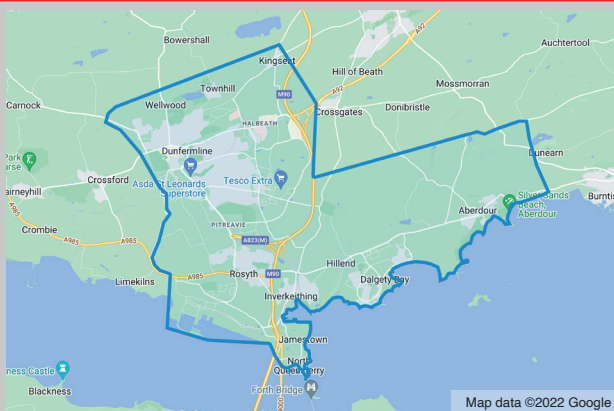 Bowershall
Auchtertool
Kingseat
Hill of Beath
Townhill
M90
A92
Mossmorran
Carnock
Wellwood
Crossgates
Donibristle
HALBEATH
Dunfermline
Dunearn
Park
Crossford
Asda St Leonards
Superstore
Tesco Extra
Silver Sands
Beach,
Aberdour
Aberdour
A985
Crombie
A985
A985
PITREAVIE
A823(M)
Limekilns
A985
Rosyth
M90
Hillend
Dalgety Bay
Inverkeithing
Jamestown
North
Queensferry
Forth Bridge
ness Castle
Blackness
Map data ©2022 Google